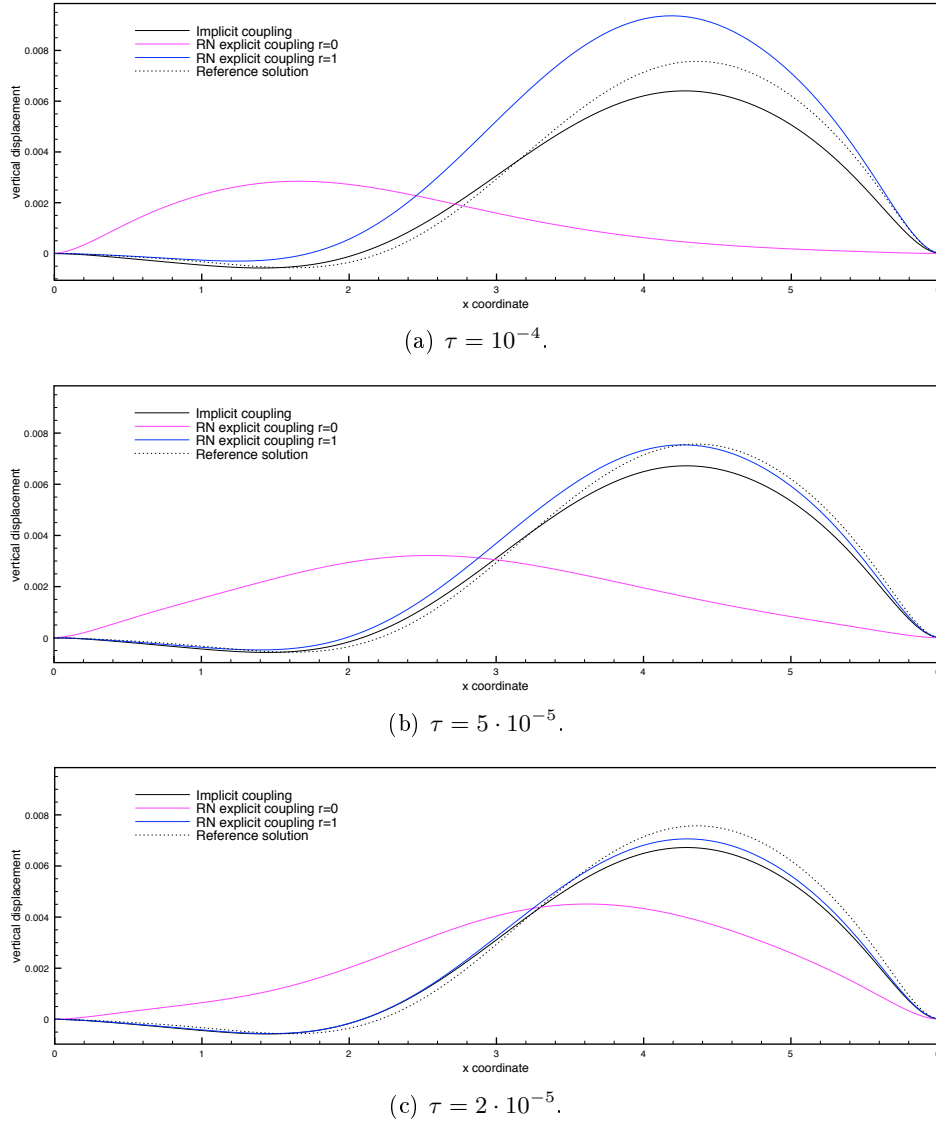 Implicit coupling
RN explicit coupling r=0
RN explicit coupling r=1
Reference solution
0.008
0.006
0.004
0.002
0
vertical displacement
0 1 2 3 4 5
x coordinate
(a) τ = 10⁻⁴.
Implicit coupling
RN explicit coupling r=0
RN explicit coupling r=1
Reference solution
0.008
0.006
0.004
0.002
0
vertical displacement
0 1 2 3 4 5
x coordinate
(b) τ = 5 · 10⁻⁵.
Implicit coupling
RN explicit coupling r=0
RN explicit coupling r=1
Reference solution
0.008
0.006
0.004
0.002
0
vertical displacement
0 1 2 3 4 5
x coordinate
(c) τ = 2 · 10⁻⁵.